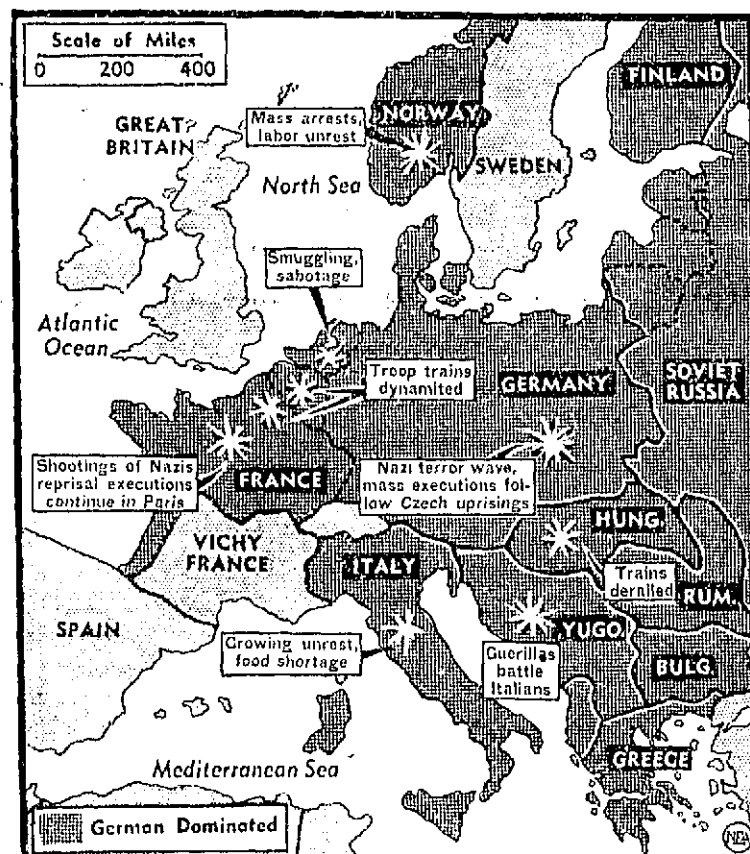 Scale of Miles
0 200 400
FINLAND
NORWAY
Mass arrests,
labor unrest
GREAT
BRITAIN
SWEDEN
North Sea
Smuggling,
sabotage
Atlantic
Ocean
Troop trains
dynamited
GERMANY
SOVIET
RUSSIA
Shootings of Nazis
reprisal executions
continue in Paris
FRANCE
Nazi terror wave,
mass executions fol-
low Czech uprisings
HUNG.
VICHY
FRANCE
ITALY
Trains
derailed
RUM.
SPAIN
Growing unrest,
food shortage
YUGO.
Guerillas
battle
Italians
BULG.
GREECE
Mediterranean Sea
German Dominated